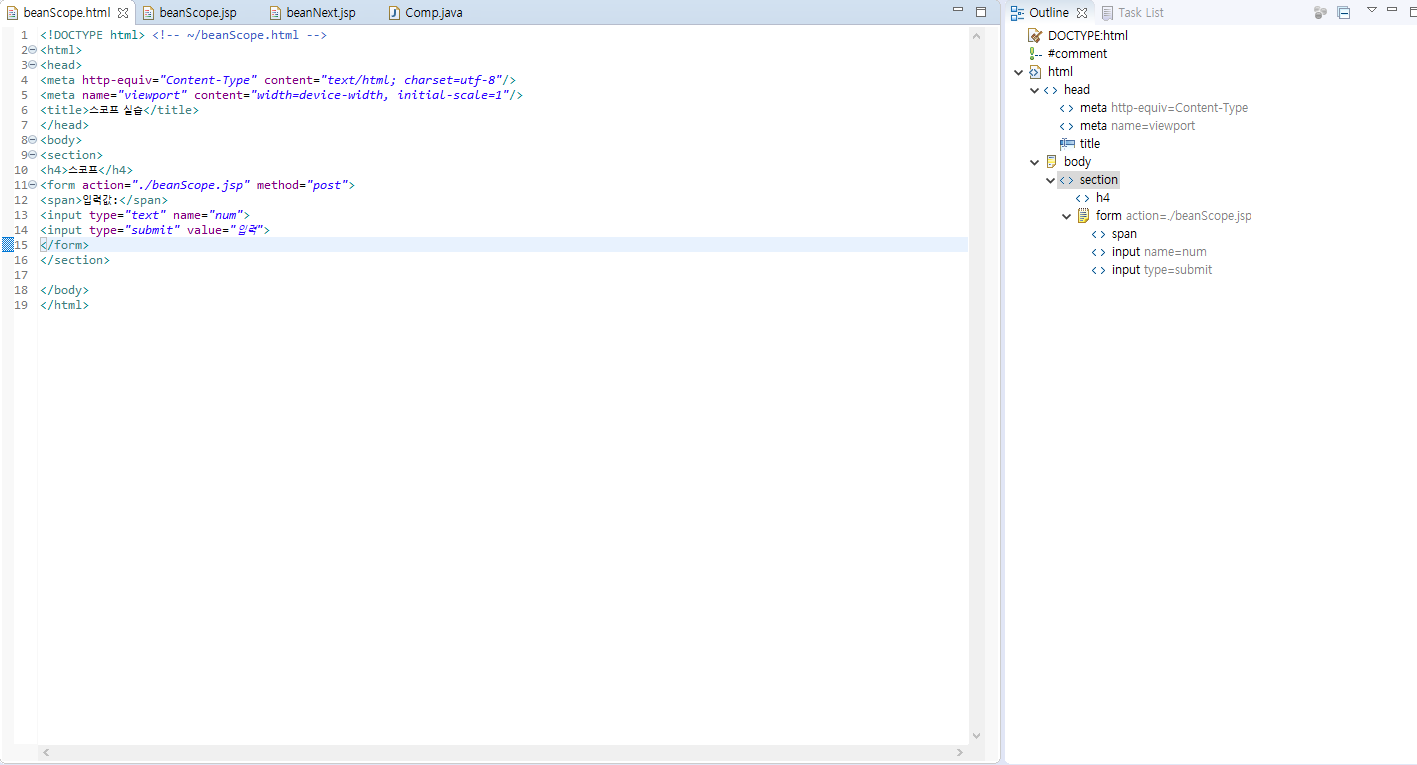 beanScope.html beanScope.jsp beanNext.jsp Comp.java
1 <!DOCTYPE html> <!-- ~/beanScope.html -->
2 <html>
3 <head>
4 <meta http-equiv="Content-Type" content="text/html; charset=utf-8"/>
5 <meta name="viewport" content="width=device-width, initial-scale=1"/>
6 <title>스코프 실습</title>
7 </head>
8 <body>
9 <section>
10 <h4>스코프</h4>
11 <form action="./beanScope.jsp" method="post">
12 <span>입력값:</span>
13 <input type="text" name="num">
14 <input type="submit" value="입력">
15 </form>
16 </section>
17
18 </body>
19 </html>
Outline Task List
DOCTYPE:html
#comment
html
head
meta http-equiv=Content-Type
meta name=viewport
title
body
section
h4
form action=./beanScope.jsp
span
input name=num
input type=submit